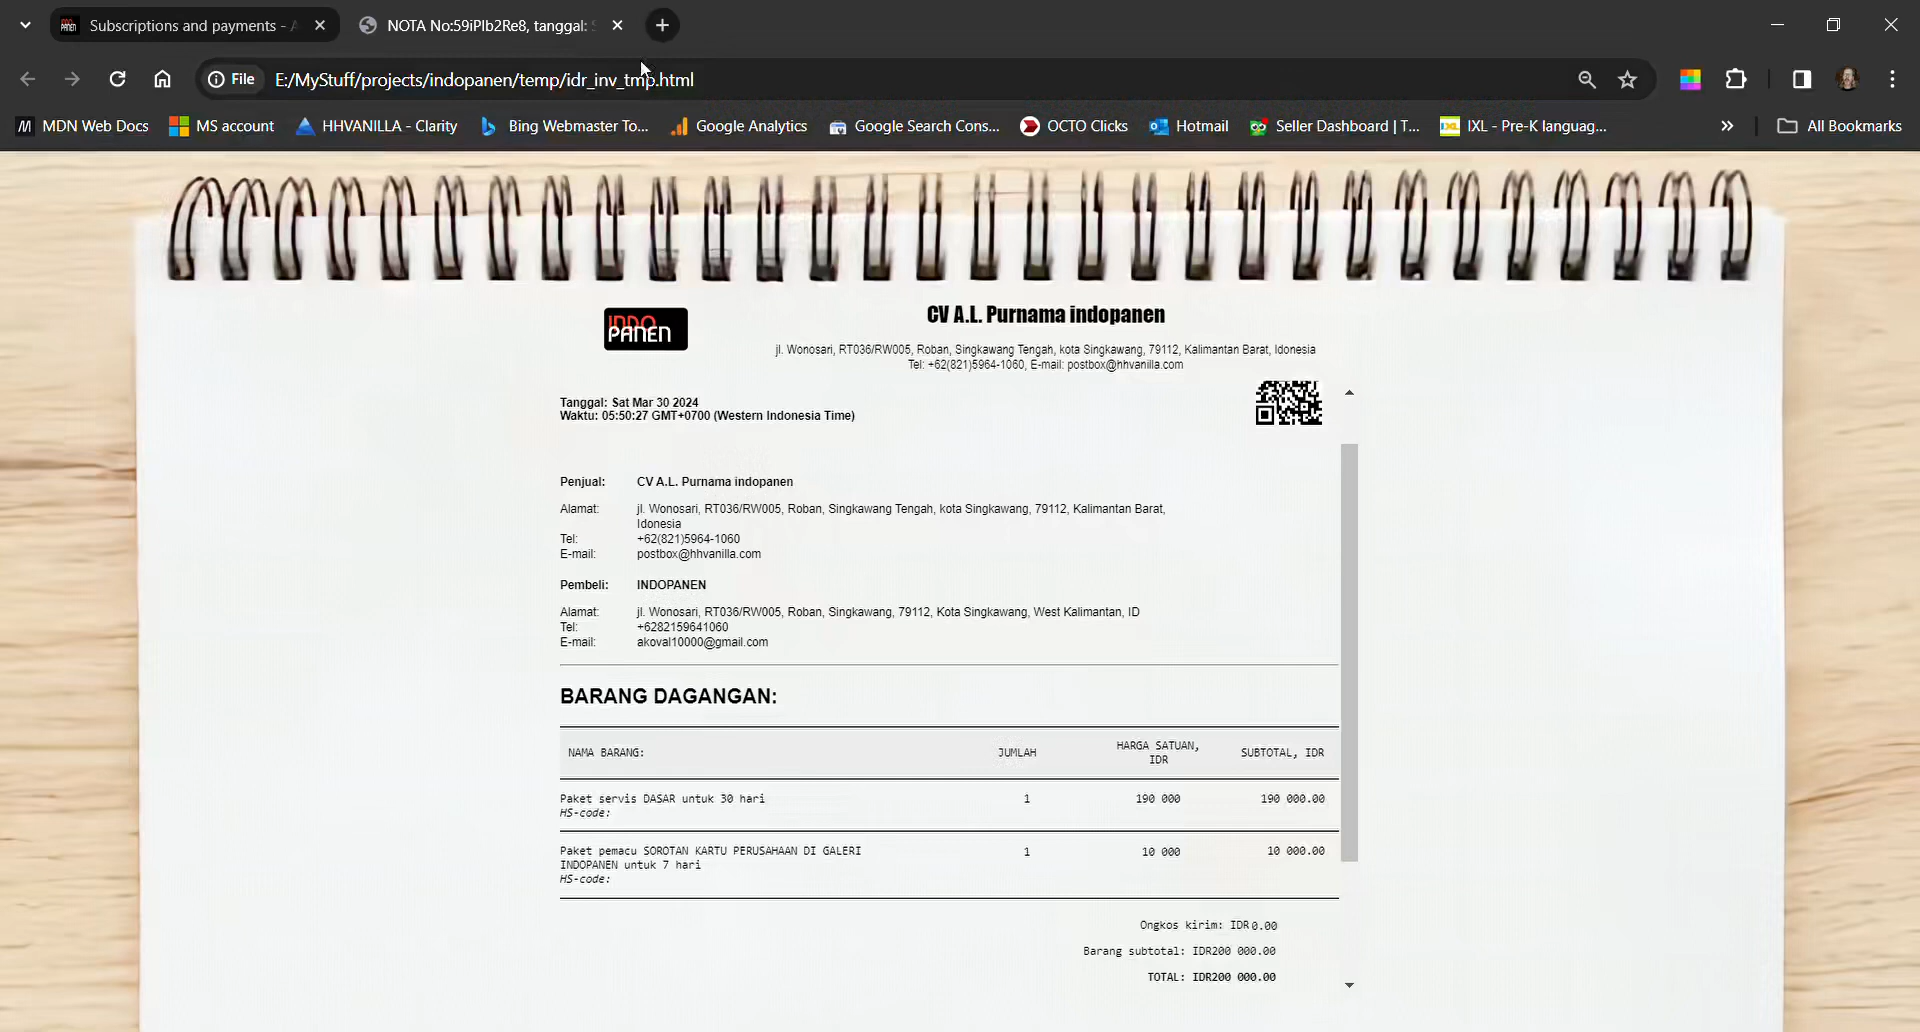 Subscriptions and payments - A
NOTA No:59iPIb2Re8, tanggal: S
File
E:/MyStuff/projects/indopanen/temp/idr_inv_tmp.html
MDN Web Docs
MS account
HHVANILLA - Clarity
Bing Webmaster To...
Google Analytics
Google Search Cons...
OCTO Clicks
Hotmail
Seller Dashboard | T...
IXL - Pre-K languag...
All Bookmarks
INDO
PANEN
CV A.L. Purnama indopanen
jl. Wonosari, RT036/RW005, Roban, Singkawang Tengah, kota Singkawang, 79112, Kalimantan Barat, Idonesia
Tel: +62(821)5964-1060, E-mail: postbox@hhvanilla.com
Tanggal: Sat Mar 30 2024
Waktu: 05:50:27 GMT+0700 (Western Indonesia Time)
Penjual: CV A.L. Purnama indopanen
Alamat: jl. Wonosari, RT036/RW005, Roban, Singkawang Tengah, kota Singkawang, 79112, Kalimantan Barat,
Idonesia
Tel: +62(821)5964-1060
E-mail: postbox@hhvanilla.com
Pembeli: INDOPANEN
Alamat: jl. Wonosari, RT036/RW005, Roban, Singkawang, 79112, Kota Singkawang, West Kalimantan, ID
Tel: +6282159641060
E-mail: akoval10000@gmail.com
BARANG DAGANGAN:
NAMA BARANG: JUMLAH HARGA SATUAN, SUBTOTAL, IDR
IDR
Paket servis DASAR untuk 30 hari 1 190 000 190 000.00
HS-code:
Paket pemacu SOROTAN KARTU PERUSAHAAN DI GALERI 1 10 000 10 000.00
INDOPANEN untuk 7 hari
HS-code:
Ongkos kirim: IDR0.00
Barang subtotal: IDR200 000.00
TOTAL: IDR200 000.00